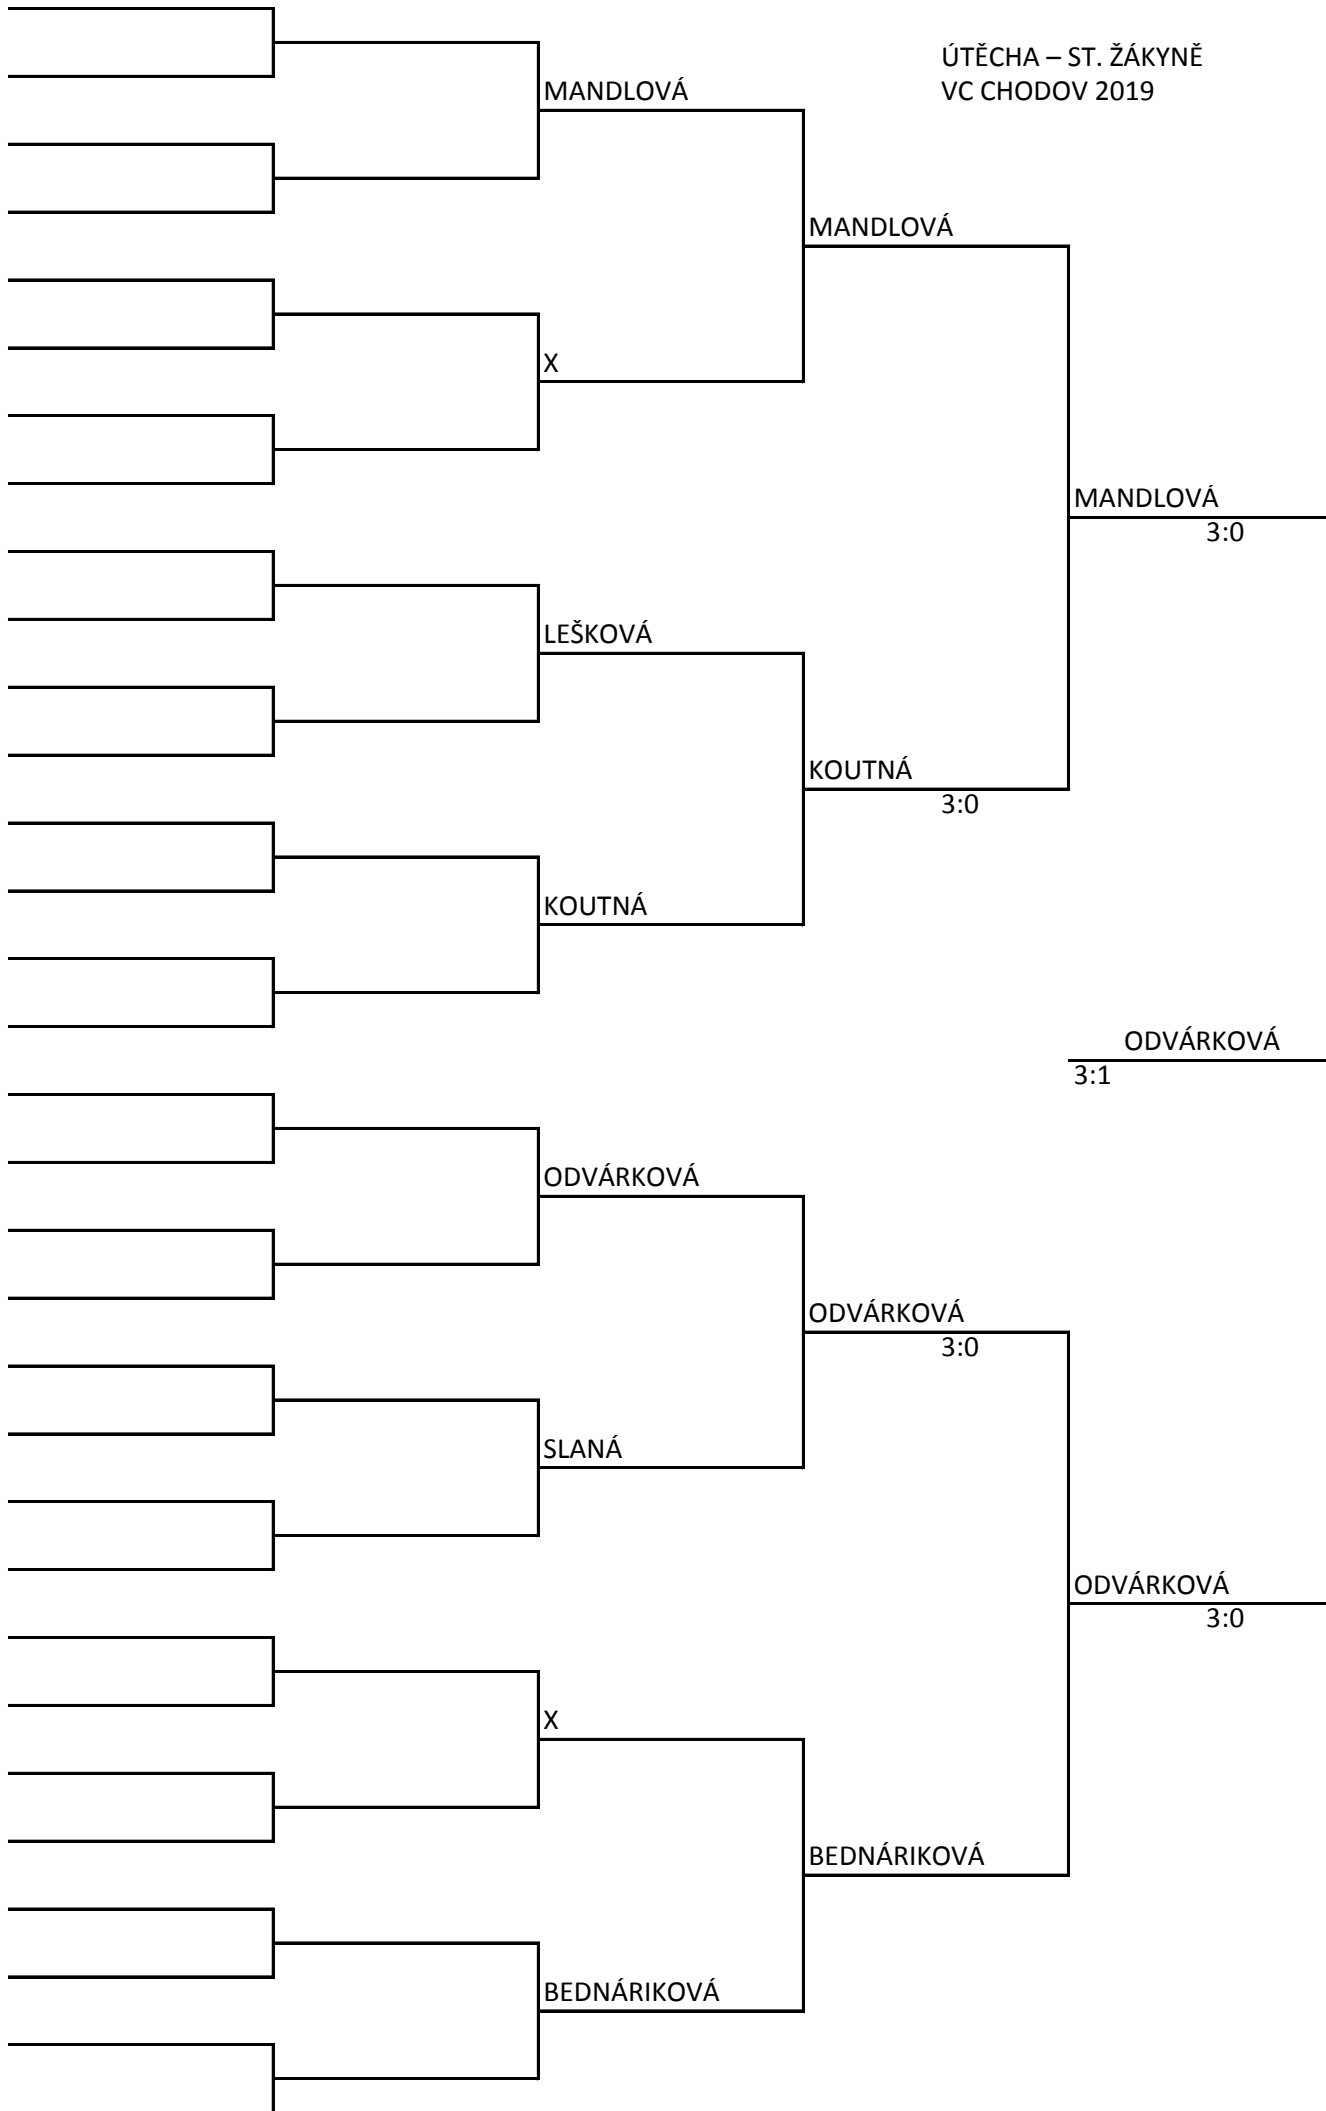 ÚTĚCHA – ST. ŽÁKYNĚ
VC CHODOV 2019
MANDLOVÁ
MANDLOVÁ
X
MANDLOVÁ
3:0
LEŠKOVÁ
KOUTNÁ
3:0
KOUTNÁ
ODVÁRKOVÁ
3:1
ODVÁRKOVÁ
ODVÁRKOVÁ
3:0
SLANÁ
ODVÁRKOVÁ
3:0
X
BEDNÁRIKOVÁ
BEDNÁRIKOVÁ